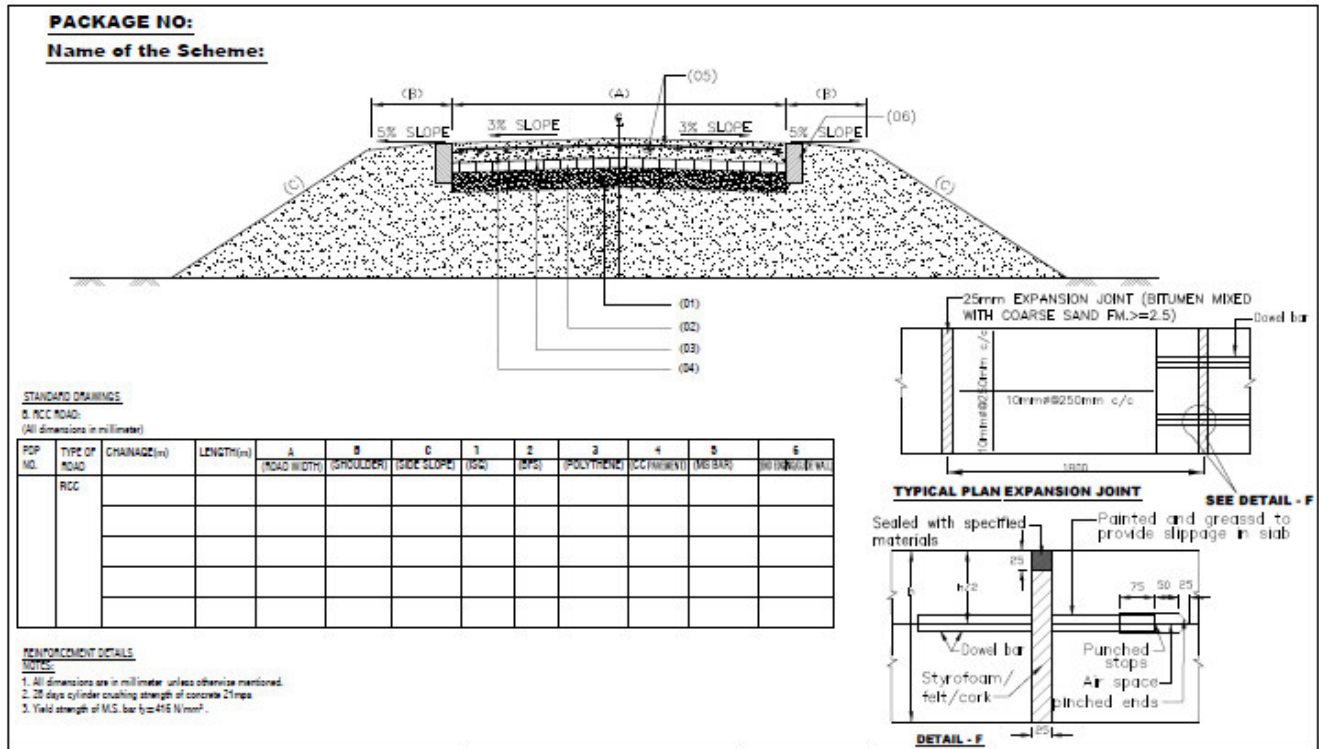 PACKAGE NO:
Name of the Scheme:
(05)
(B) (A) (B)
(06)
5% SLOPE 3% SLOPE 3% SLOPE 5% SLOPE
(C) (C)
(01)
(02)
(03)
(04)
25mm EXPANSION JOINT (BITUMEN MIXED
WITH COARSE SAND FM.>=2.5)
Dowel bar
10mm#@250mm c/c
10mm#@250mm c/c
TYPICAL PLAN EXPANSION JOINT
SEE DETAIL - F
STANDARD DRAWINGS
B. RCC ROAD:
(All dimensions in millimeter)
PDP NO. TYPE OF ROAD CHAINAGE(m) LENGTH(m) A (ROAD WIDTH) B (SHOULDER) C (SIDE SLOPE) 1 (ISG) 2 (BFS) 3 (POLYTHENE) 4 (CC PAVEMENT) 5 (MS BAR) 6
RCC
Sealed with specified
materials
Painted and greassd to
provide slippage in slab
25
h
h/2
75 50 25
Dowel bar
Punched
stops
Styrofoam/
felt/cork
Air space
pinched ends
25
DETAIL - F
REINFORCEMENT DETAILS
NOTES:
1. All dimensions are in millimeter unless otherwise mentioned.
2. 28 days cylinder crushing strength of concrete 21mpa
3. Yield strength of M.S. bar fy=415 N/mm².